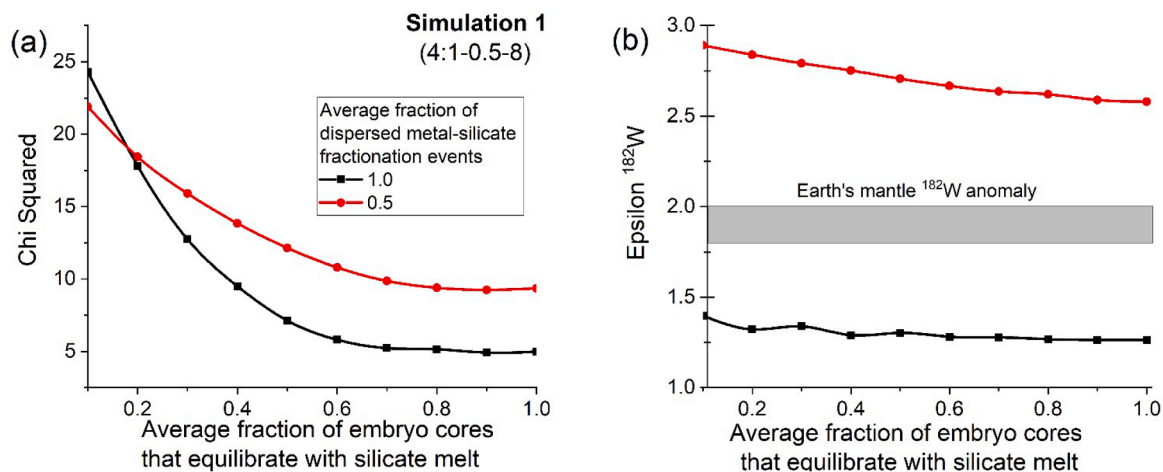 (a)
Simulation 1
(4:1-0.5-8)
Chi Squared
25
20
15
10
5
Average fraction of
dispersed metal-silicate
fractionation events
1.0
0.5
0.2 0.4 0.6 0.8 1.0
Average fraction of embryo cores
that equilibrate with silicate melt
(b)
Epsilon ¹⁸²W
3.0
2.5
2.0
1.5
1.0
Earth's mantle ¹⁸²W anomaly
0.2 0.4 0.6 0.8 1.0
Average fraction of embryo cores
that equilibrate with silicate melt